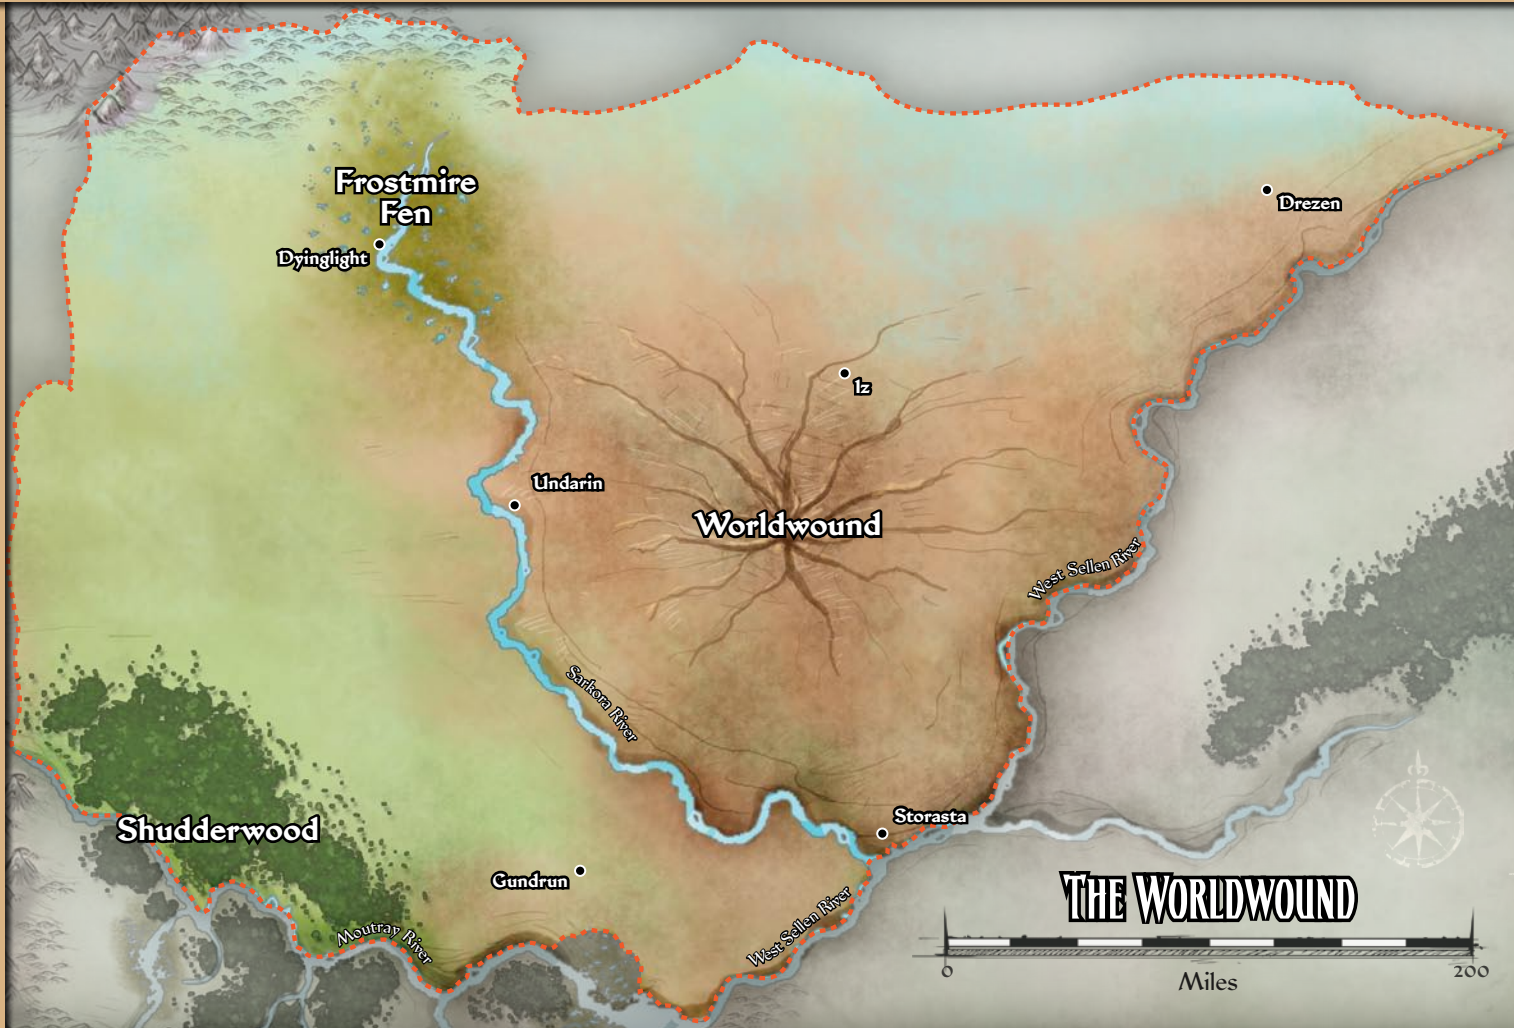 Frostmire
Fen
Drezen
Dyinglight
Iz
Undarin
Worldwound
West Sellen River
Sarkora River
Storasta
Shudderwood
Gundrun
Moutray River
West Sellen River
The Worldwound
0
200
Miles